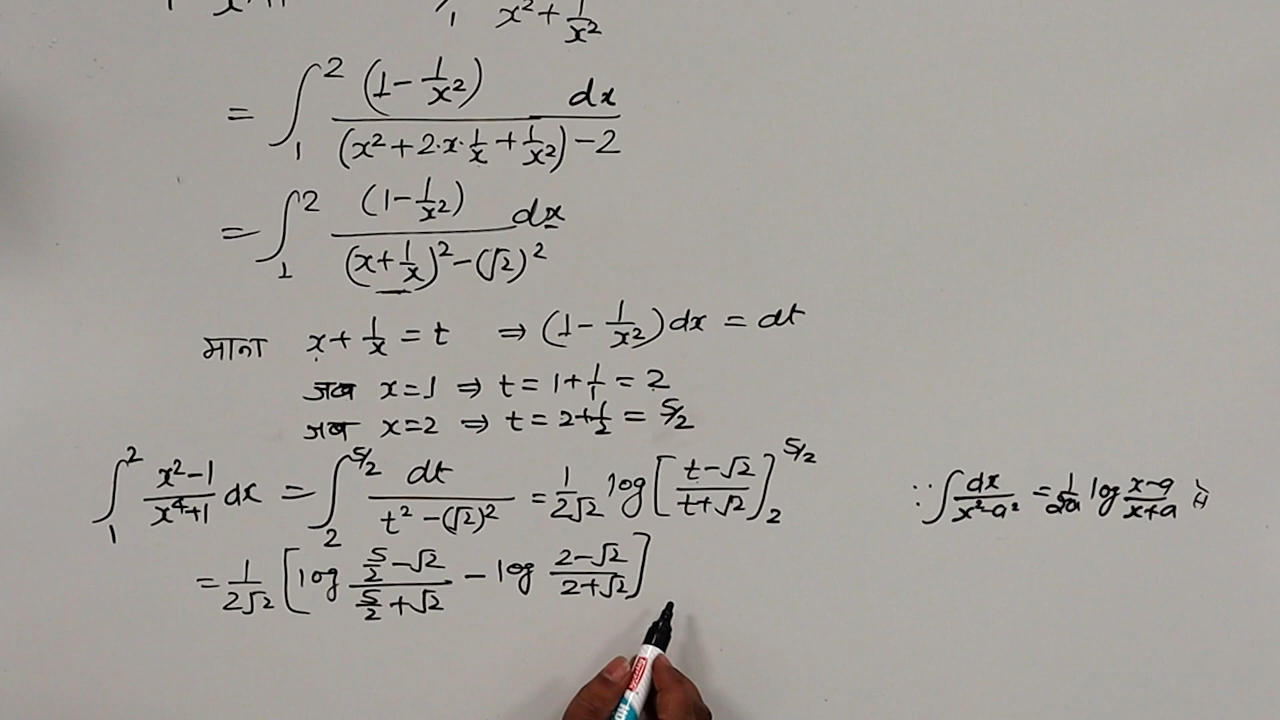 x² + 1/x²
= ∫₁² (1 - 1/x²) dx / (x² + 2·x·1/x + 1/x²) - 2
= ∫₁² (1 - 1/x²) dx / (x + 1/x)² - (√2)²
माना x + 1/x = t ⇒ (1 - 1/x²) dx = dt
जब x = 1 ⇒ t = 1 + 1/1 = 2
जब x = 2 ⇒ t = 2 + 1/2 = 5/2
∫₁² (x² - 1)/(x⁴ + 1) dx = ∫₂^(5/2) dt / (t² - (√2)²) = 1/(2√2) log [(t - √2)/(t + √2)]₂^(5/2) ∵ ∫ dx/(x² - a²) = 1/2a log (x - a)/(x + a)
= 1/(2√2) [log (5/2 - √2)/(5/2 + √2) - log (2 - √2)/(2 + √2)]